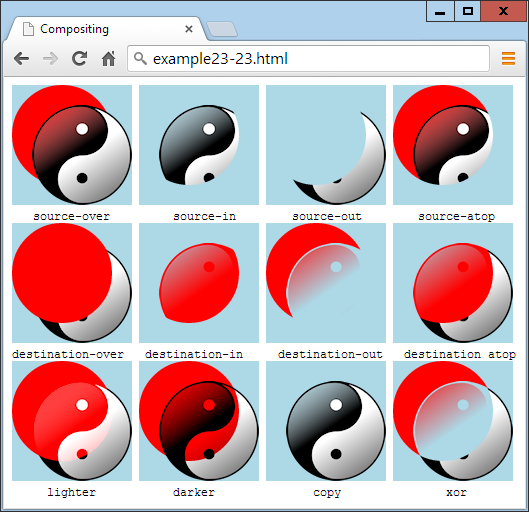 Compositing
example23-23.html
source-over source-in source-out source-atop
destination-over destination-in destination-out destination atop
lighter darker copy xor